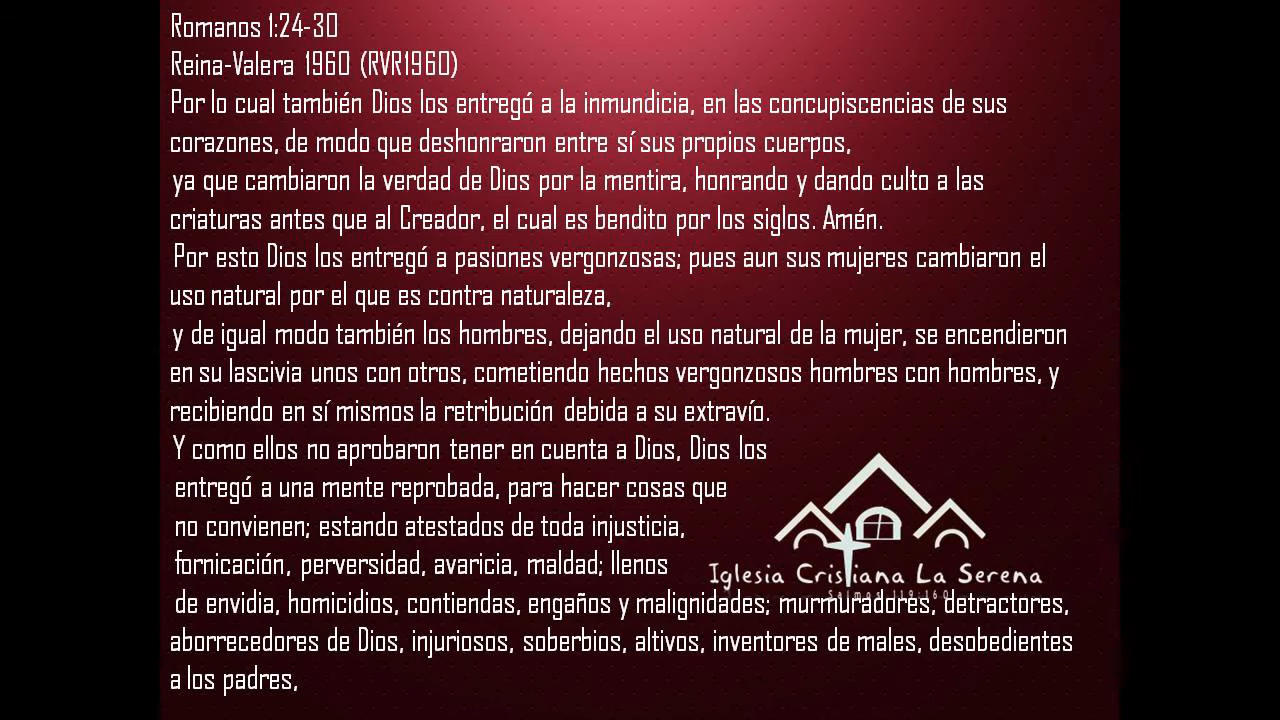 Romanos 1:24-30
Reina-Valera 1960 (RVR1960)
Por lo cual también Dios los entregó a la inmundicia, en las concupiscencias de sus
corazones, de modo que deshonraron entre sí sus propios cuerpos,
ya que cambiaron la verdad de Dios por la mentira, honrando y dando culto a las
criaturas antes que al Creador, el cual es bendito por los siglos. Amén.
Por esto Dios los entregó a pasiones vergonzosas; pues aun sus mujeres cambiaron el
uso natural por el que es contra naturaleza,
y de igual modo también los hombres, dejando el uso natural de la mujer, se encendieron
en su lascivia unos con otros, cometiendo hechos vergonzosos hombres con hombres, y
recibiendo en sí mismos la retribución debida a su extravío.
Y como ellos no aprobaron tener en cuenta a Dios, Dios los
entregó a una mente reprobada, para hacer cosas que
no convienen; estando atestados de toda injusticia,
fornicación, perversidad, avaricia, maldad; llenos
de envidia, homicidios, contiendas, engaños y malignidades; murmuradores, detractores,
aborrecedores de Dios, injuriosos, soberbios, altivos, inventores de males, desobedientes
a los padres,
Iglesia Cristiana La Serena
Salmos 119:160